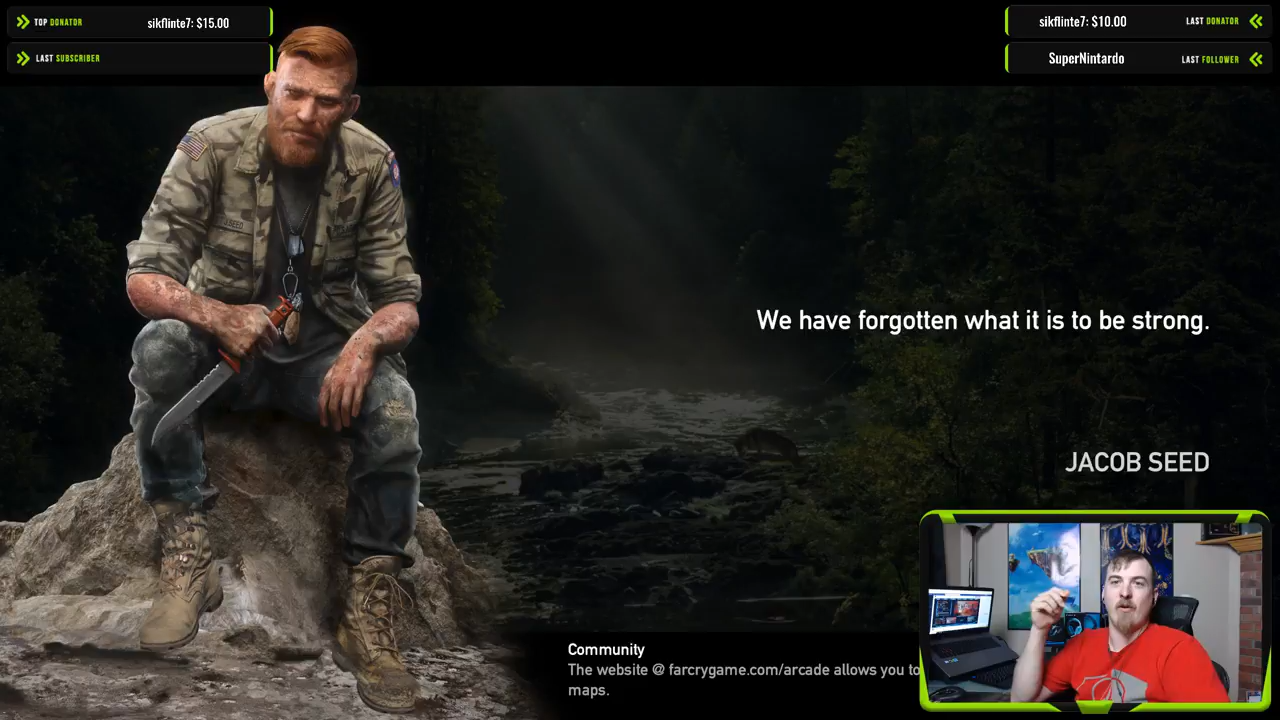 TOP DONATOR
sikflinte7: $15.00
LAST SUBSCRIBER
sikflinte7: $10.00
LAST DONATOR
SuperNintardo
LAST FOLLOWER
We have forgotten what it is to be strong.
JACOB SEED
Community
The website @ farcrygame.com/arcade allows you to
maps.